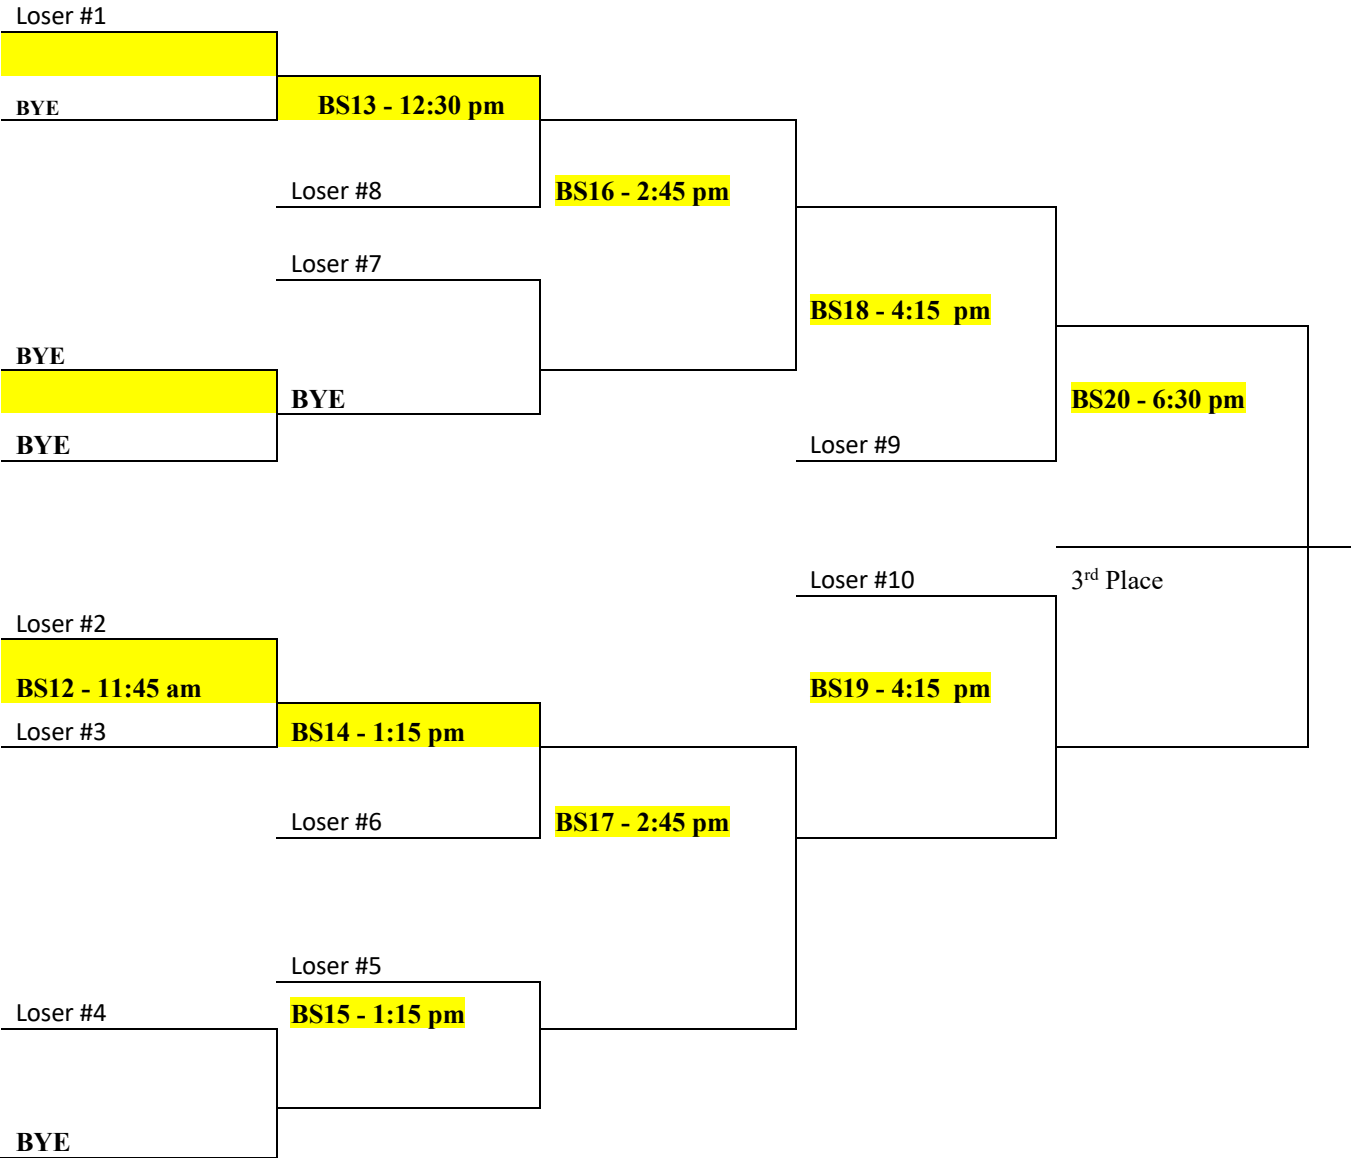 Loser #1
BYE
BS13 - 12:30 pm
Loser #8
BS16 - 2:45 pm
Loser #7
BS18 - 4:15 pm
BYE
BYE
BS20 - 6:30 pm
BYE
Loser #9
Loser #10
3rd Place
Loser #2
BS12 - 11:45 am
BS19 - 4:15 pm
Loser #3
BS14 - 1:15 pm
Loser #6
BS17 - 2:45 pm
Loser #5
Loser #4
BS15 - 1:15 pm
BYE